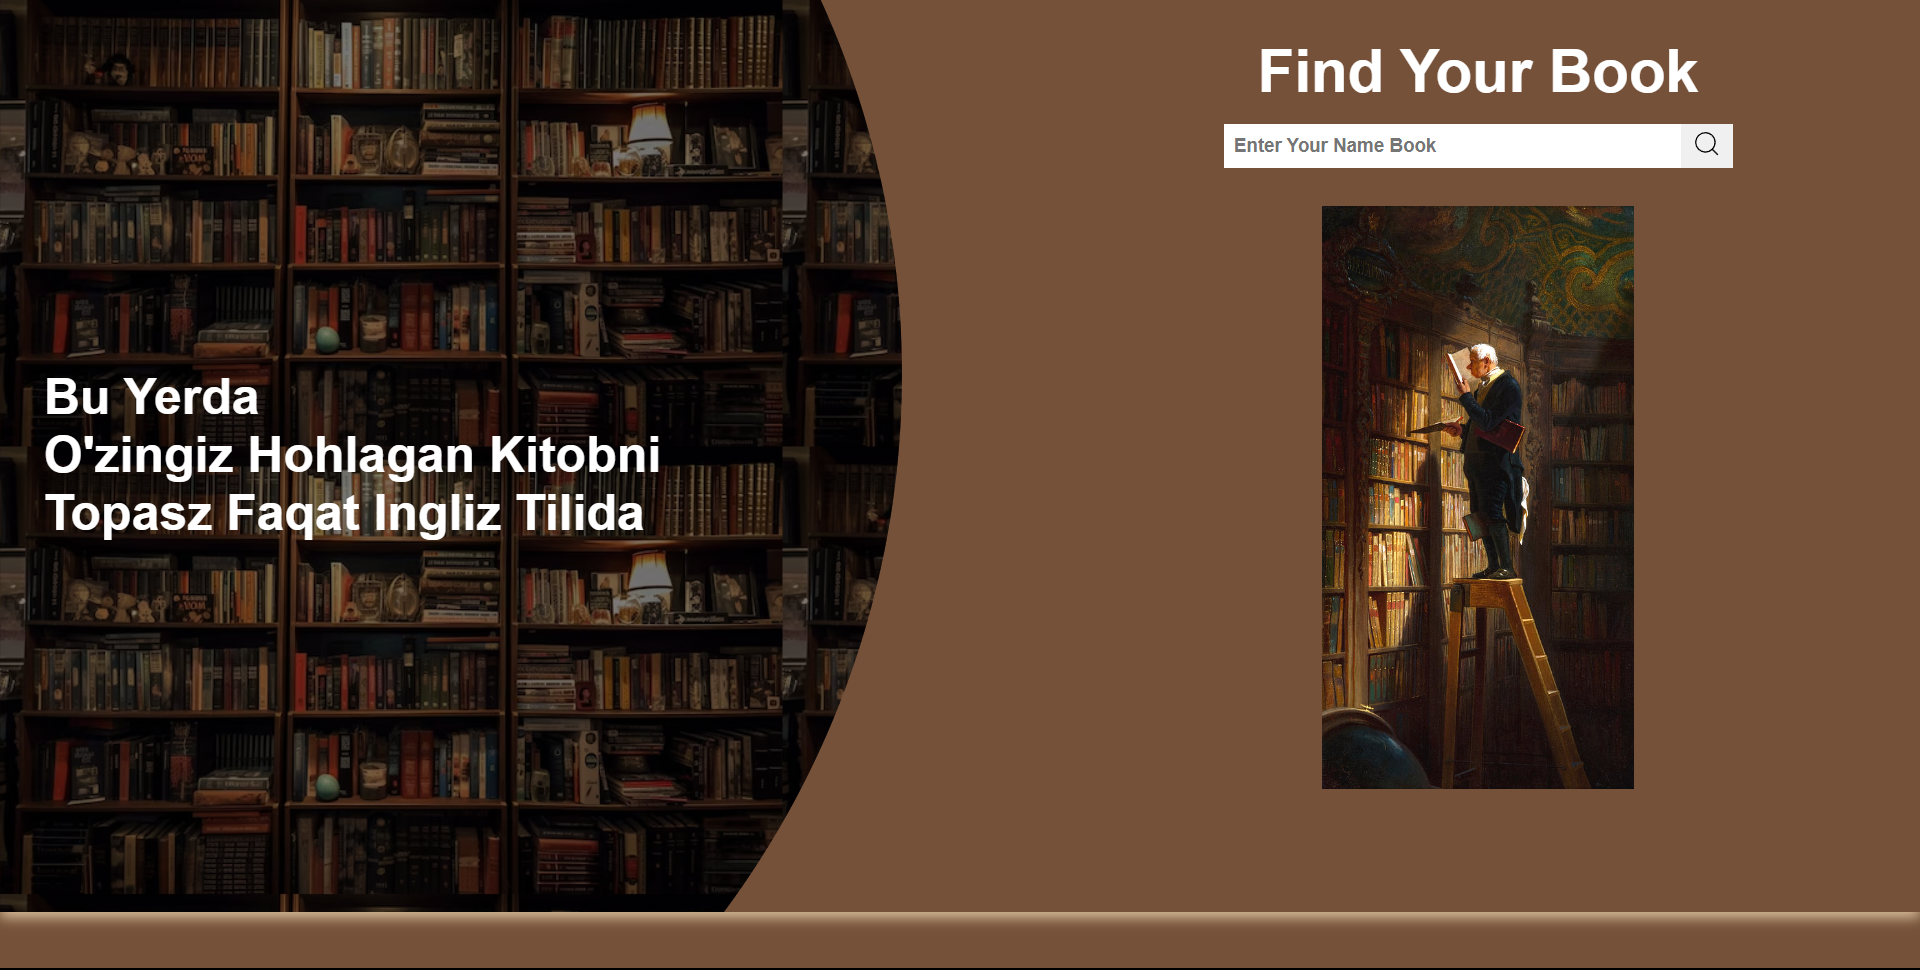 Find Your Book
Enter Your Name Book
Bu Yerda
O'zingiz Hohlagan Kitobni
Topasz Faqat Ingliz Tilida